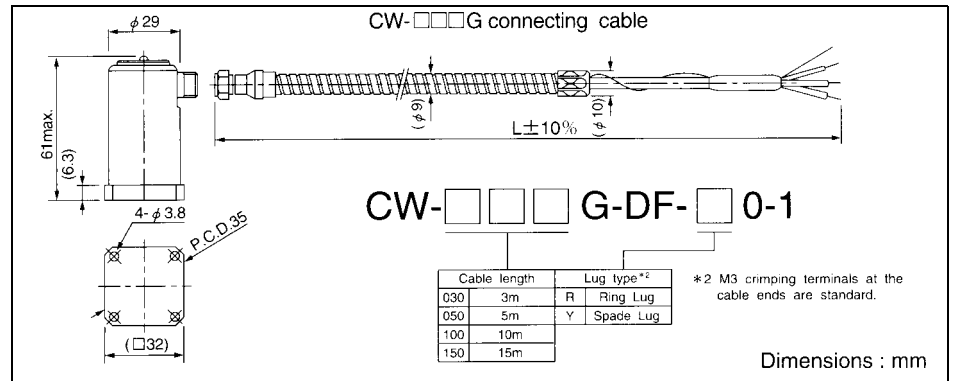 CW-□□□G connecting cable
φ29
61max.
(6.3)
(φ9)
(φ10)
L±10%
4-φ3.8
P.C.D.35
(□32)
CW-□□□G-DF-□0-1
Cable length Lug type*2
030 3m R Ring Lug
050 5m Y Spade Lug
100 10m
150 15m
*2 M3 crimping terminals at the
cable ends are standard.
Dimensions : mm